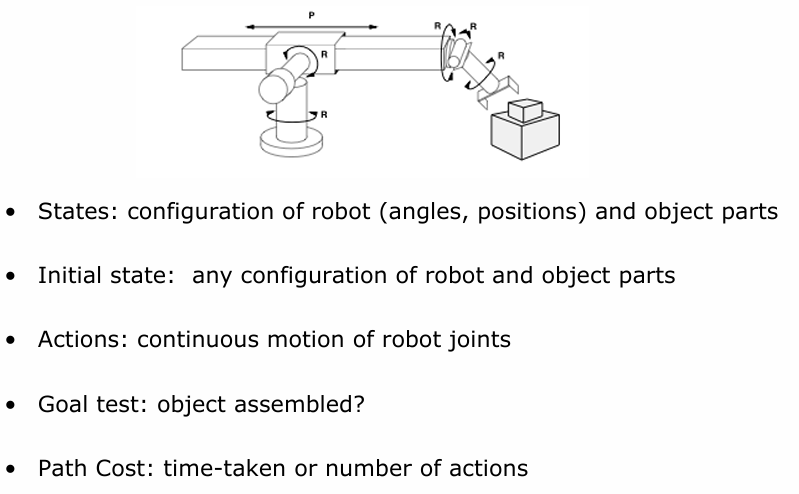 P
R
R
R
R
R
• States: configuration of robot (angles, positions) and object parts
• Initial state: any configuration of robot and object parts
• Actions: continuous motion of robot joints
• Goal test: object assembled?
• Path Cost: time-taken or number of actions